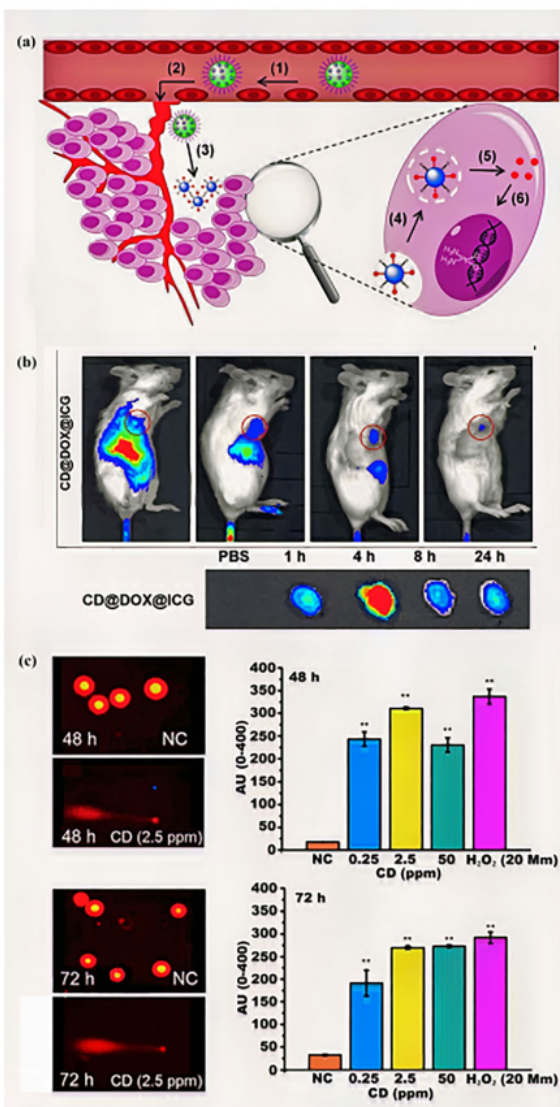 (a)
(1)
(2)
(3)
(4)
(5)
(6)
(b)
CD@DOX@ICG
PBS 1 h 4 h 8 h 24 h
CD@DOX@ICG
(c)
48 h NC
48 h CD (2.5 ppm)
AU (0-400)
400
350
300
250
200
150
100
50
0
48 h
**
**
**
**
NC 0.25 2.5 50 H₂O₂ (20 Mm)
CD (ppm)
72 h NC
72 h CD (2.5 ppm)
AU (0-400)
400
350
300
250
200
150
100
50
0
72 h
**
**
**
**
NC 0.25 2.5 50 H₂O₂ (20 Mm)
CD (ppm)